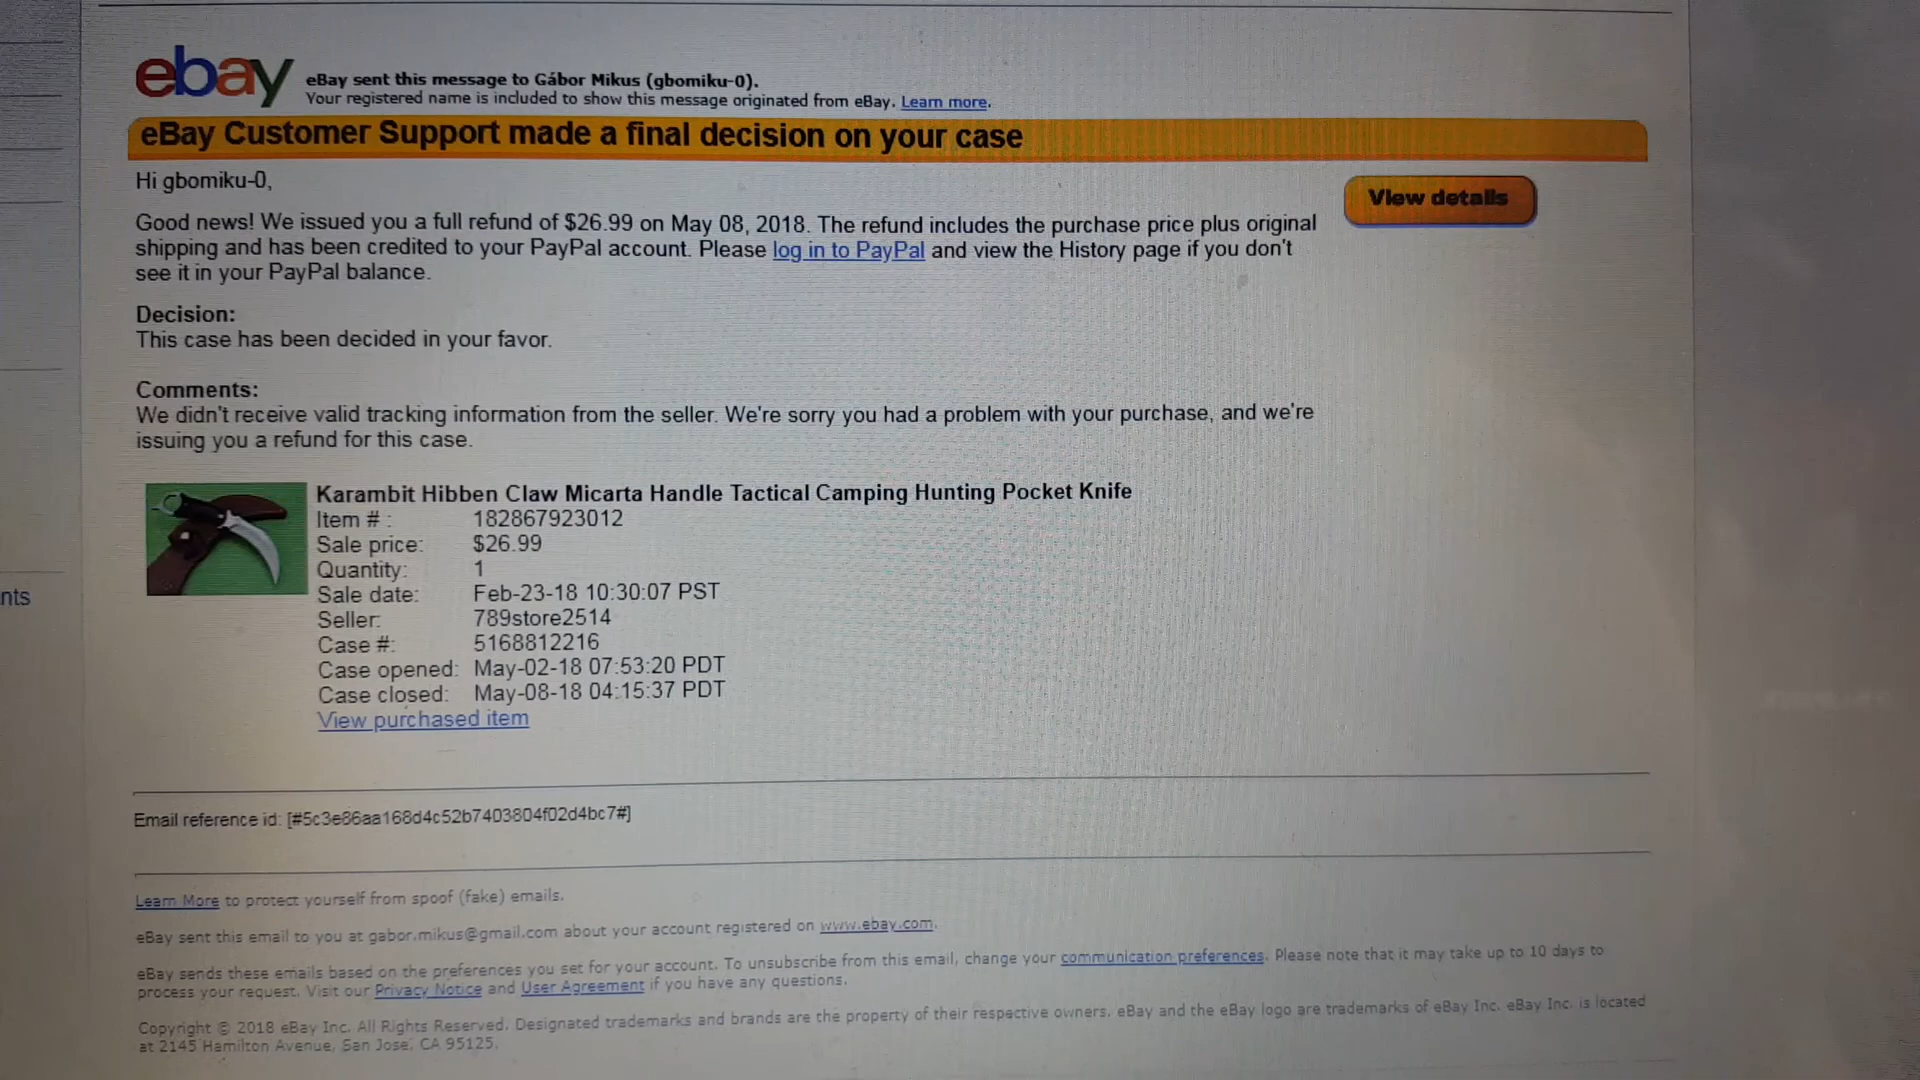 ebay
eBay sent this message to Gábor Mikus (gbomiku-0).
Your registered name is included to show this message originated from eBay. Learn more.
eBay Customer Support made a final decision on your case
Hi gbomiku-0,
View details
Good news! We issued you a full refund of $26.99 on May 08, 2018. The refund includes the purchase price plus original
shipping and has been credited to your PayPal account. Please log in to PayPal and view the History page if you don't
see it in your PayPal balance.
Decision:
This case has been decided in your favor.
Comments:
We didn't receive valid tracking information from the seller. We're sorry you had a problem with your purchase, and we're
issuing you a refund for this case.
Karambit Hibben Claw Micarta Handle Tactical Camping Hunting Pocket Knife
Item # : 182867923012
Sale price: $26.99
Quantity: 1
nts
Sale date: Feb-23-18 10:30:07 PST
Seller: 789store2514
Case #: 5168812216
Case opened: May-02-18 07:53:20 PDT
Case closed: May-08-18 04:15:37 PDT
View purchased item
Email reference id: [#5c3e86aa168d4c52b7403804f02d4bc7#]
Learn More to protect yourself from spoof (fake) emails.
eBay sent this email to you at gabor.mikus@gmail.com about your account registered on www.ebay.com.
eBay sends these emails based on the preferences you set for your account. To unsubscribe from this email, change your communication preferences. Please note that it may take up to 10 days to
process your request. Visit our Privacy Notice and User Agreement if you have any questions.
Copyright © 2018 eBay Inc. All Rights Reserved. Designated trademarks and brands are the property of their respective owners. eBay and the eBay logo are trademarks of eBay Inc. eBay Inc. is located
at 2145 Hamilton Avenue, San Jose, CA 95125.